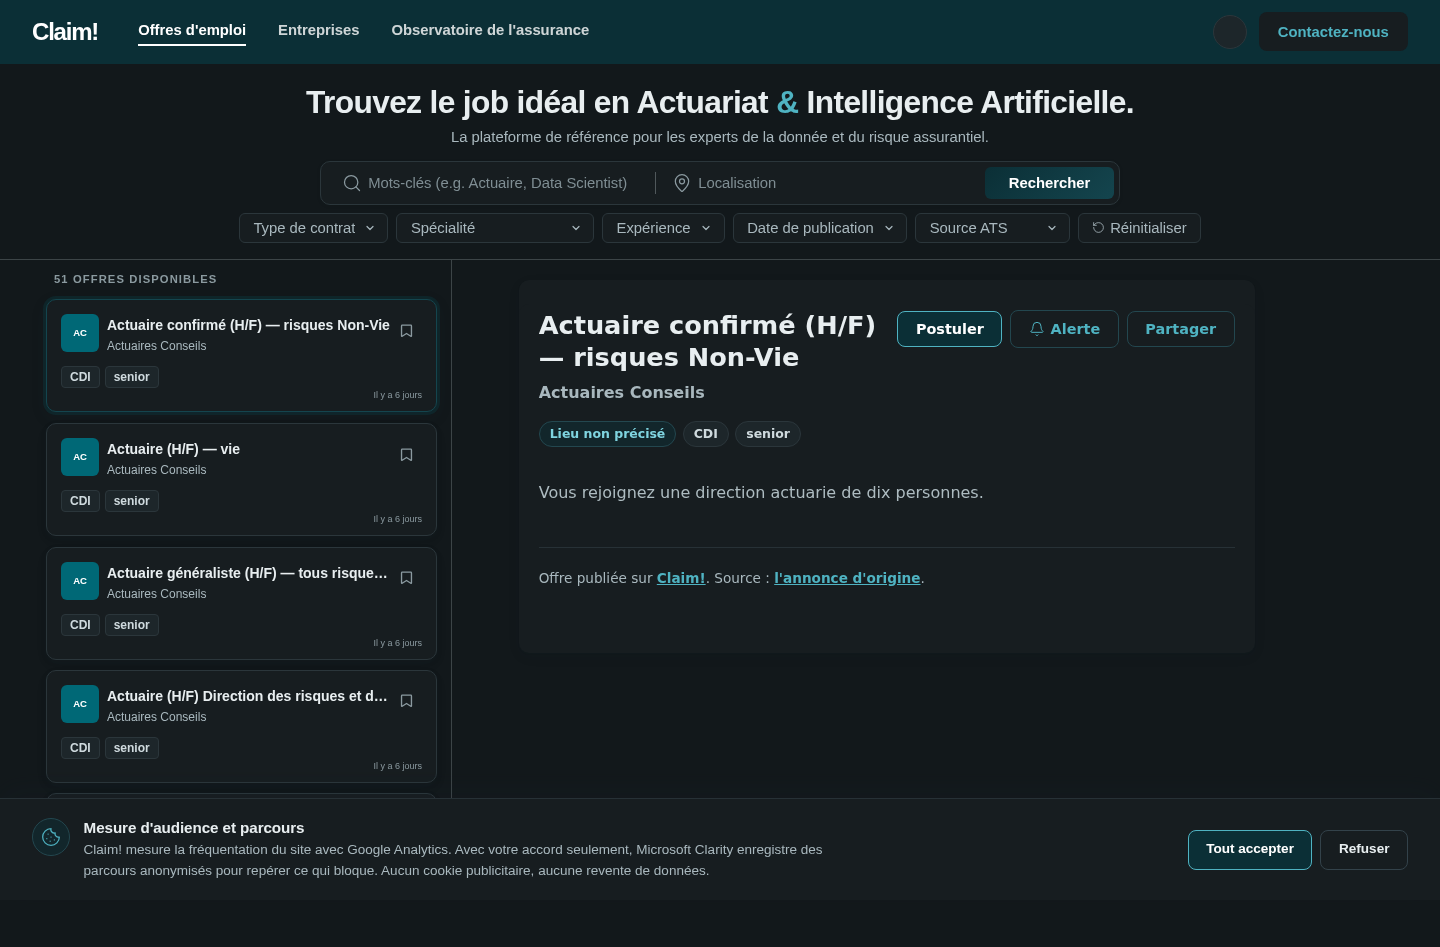 Claim!
Offres d'emploi
Entreprises
Observatoire de l'assurance
Contactez-nous
Trouvez le job idéal en Actuariat & Intelligence Artificielle.
La plateforme de référence pour les experts de la donnée et du risque assurantiel.
Mots-clés (e.g. Actuaire, Data Scientist)
Localisation
Rechercher
Type de contrat
Spécialité
Expérience
Date de publication
Source ATS
Réinitialiser
51 OFFRES DISPONIBLES
AC
Actuaire confirmé (H/F) — risques Non-Vie
Actuaires Conseils
CDI
senior
Il y a 6 jours
AC
Actuaire (H/F) — vie
Actuaires Conseils
CDI
senior
Il y a 6 jours
AC
Actuaire généraliste (H/F) — tous risque…
Actuaires Conseils
CDI
senior
Il y a 6 jours
AC
Actuaire (H/F) Direction des risques et d…
Actuaires Conseils
CDI
senior
Il y a 6 jours
Actuaire confirmé (H/F)
— risques Non-Vie
Postuler
Alerte
Partager
Actuaires Conseils
Lieu non précisé
CDI
senior
Vous rejoignez une direction actuarie de dix personnes.
Offre publiée sur Claim!. Source : l'annonce d'origine.
Mesure d'audience et parcours
Claim! mesure la fréquentation du site avec Google Analytics. Avec votre accord seulement, Microsoft Clarity enregistre des
parcours anonymisés pour repérer ce qui bloque. Aucun cookie publicitaire, aucune revente de données.
Tout accepter
Refuser